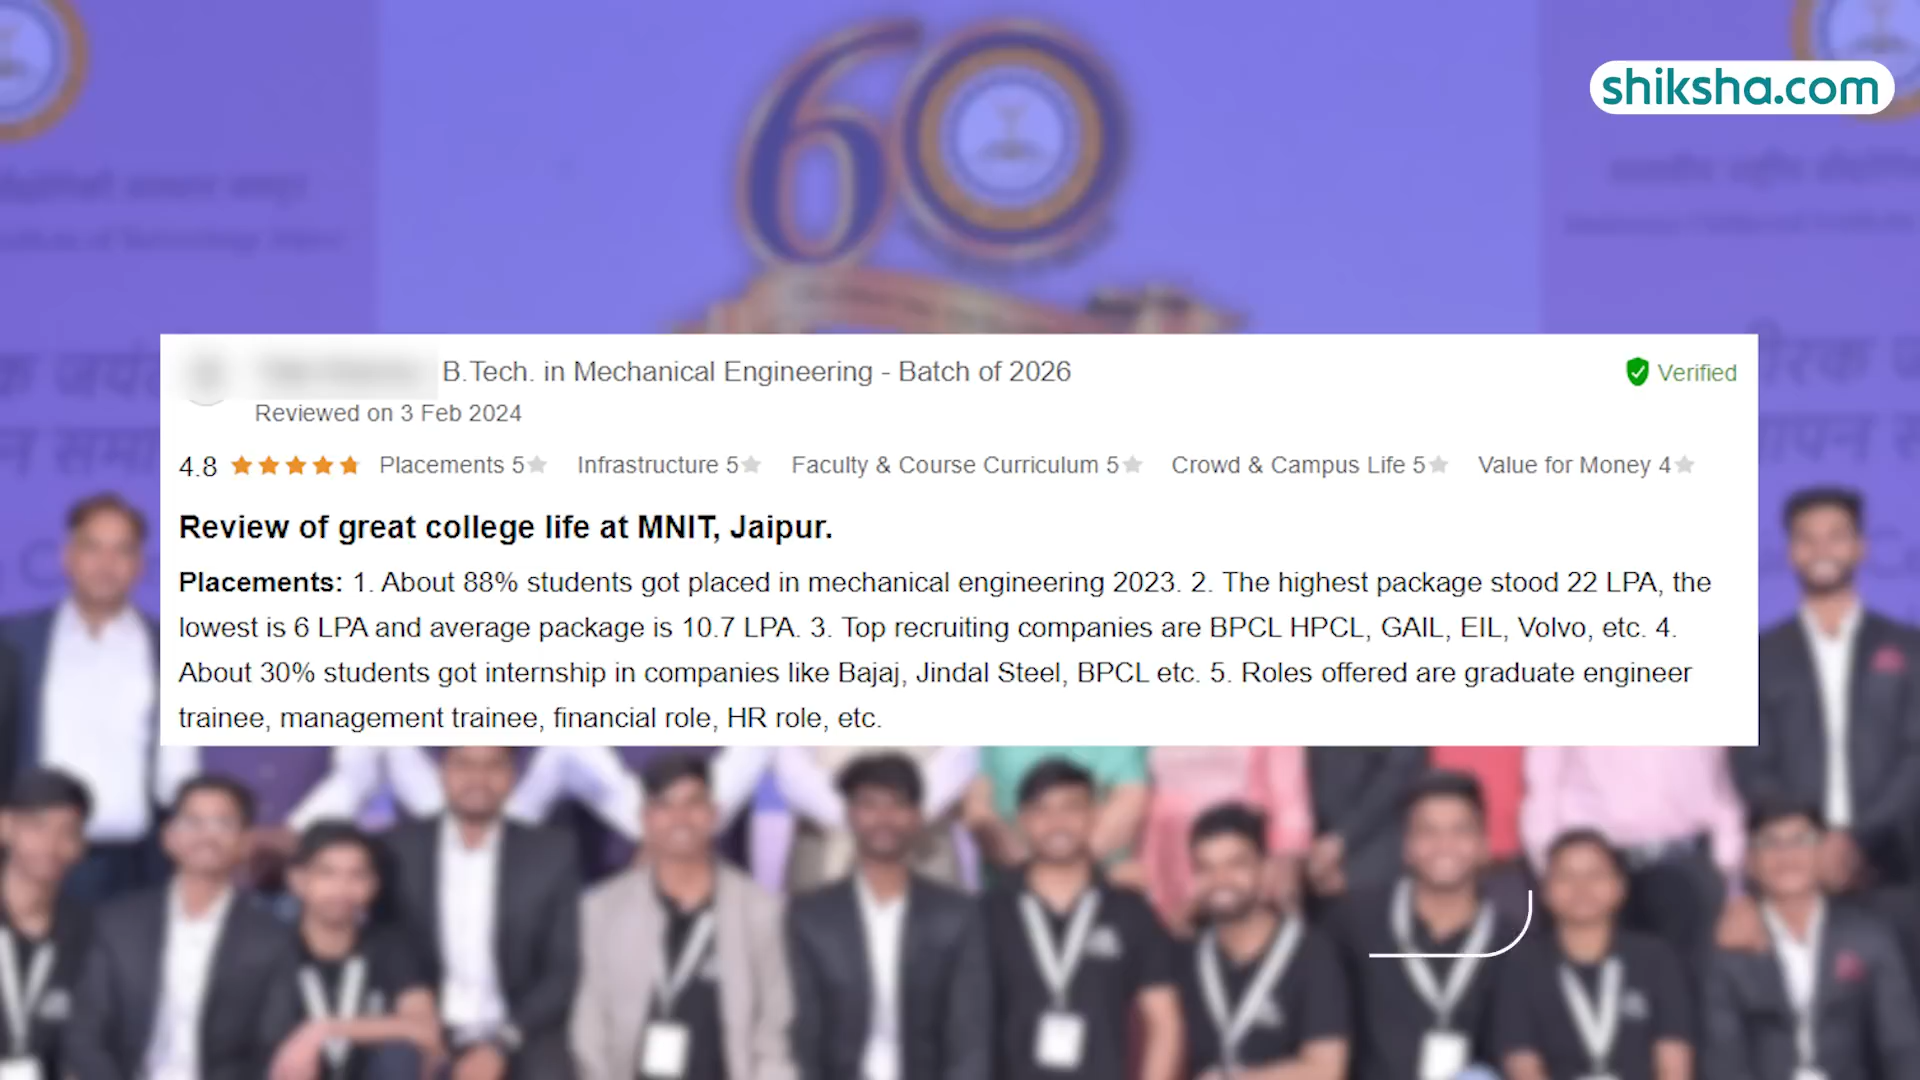 60
shiksha.com
B.Tech. in Mechanical Engineering - Batch of 2026
Verified
Reviewed on 3 Feb 2024
4.8 Placements 5 Infrastructure 5 Faculty & Course Curriculum 5 Crowd & Campus Life 5 Value for Money 4
Review of great college life at MNIT, Jaipur.
Placements: 1. About 88% students got placed in mechanical engineering 2023. 2. The highest package stood 22 LPA, the
lowest is 6 LPA and average package is 10.7 LPA. 3. Top recruiting companies are BPCL HPCL, GAIL, EIL, Volvo, etc. 4.
About 30% students got internship in companies like Bajaj, Jindal Steel, BPCL etc. 5. Roles offered are graduate engineer
trainee, management trainee, financial role, HR role, etc.